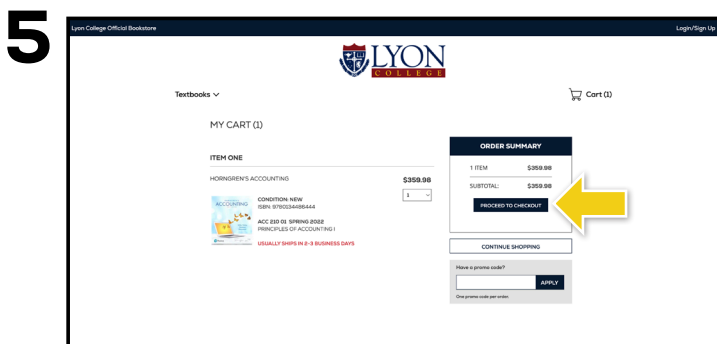 5
Lyon College Official Bookstore
Login/Sign Up
LYON
COLLEGE
Textbooks
Cart (1)
MY CART (1)
ITEM ONE
HORNGREN'S ACCOUNTING
$359.98
1
ACCOUNTING
CONDITION: NEW
ISBN: 9780134486444
ACC 210 01 SPRING 2022
PRINCIPLES OF ACCOUNTING I
USUALLY SHIPS IN 2-3 BUSINESS DAYS
ORDER SUMMARY
1 ITEM $359.98
SUBTOTAL: $359.98
PROCEED TO CHECKOUT
CONTINUE SHOPPING
Have a promo code?
APPLY
One promo code per order.